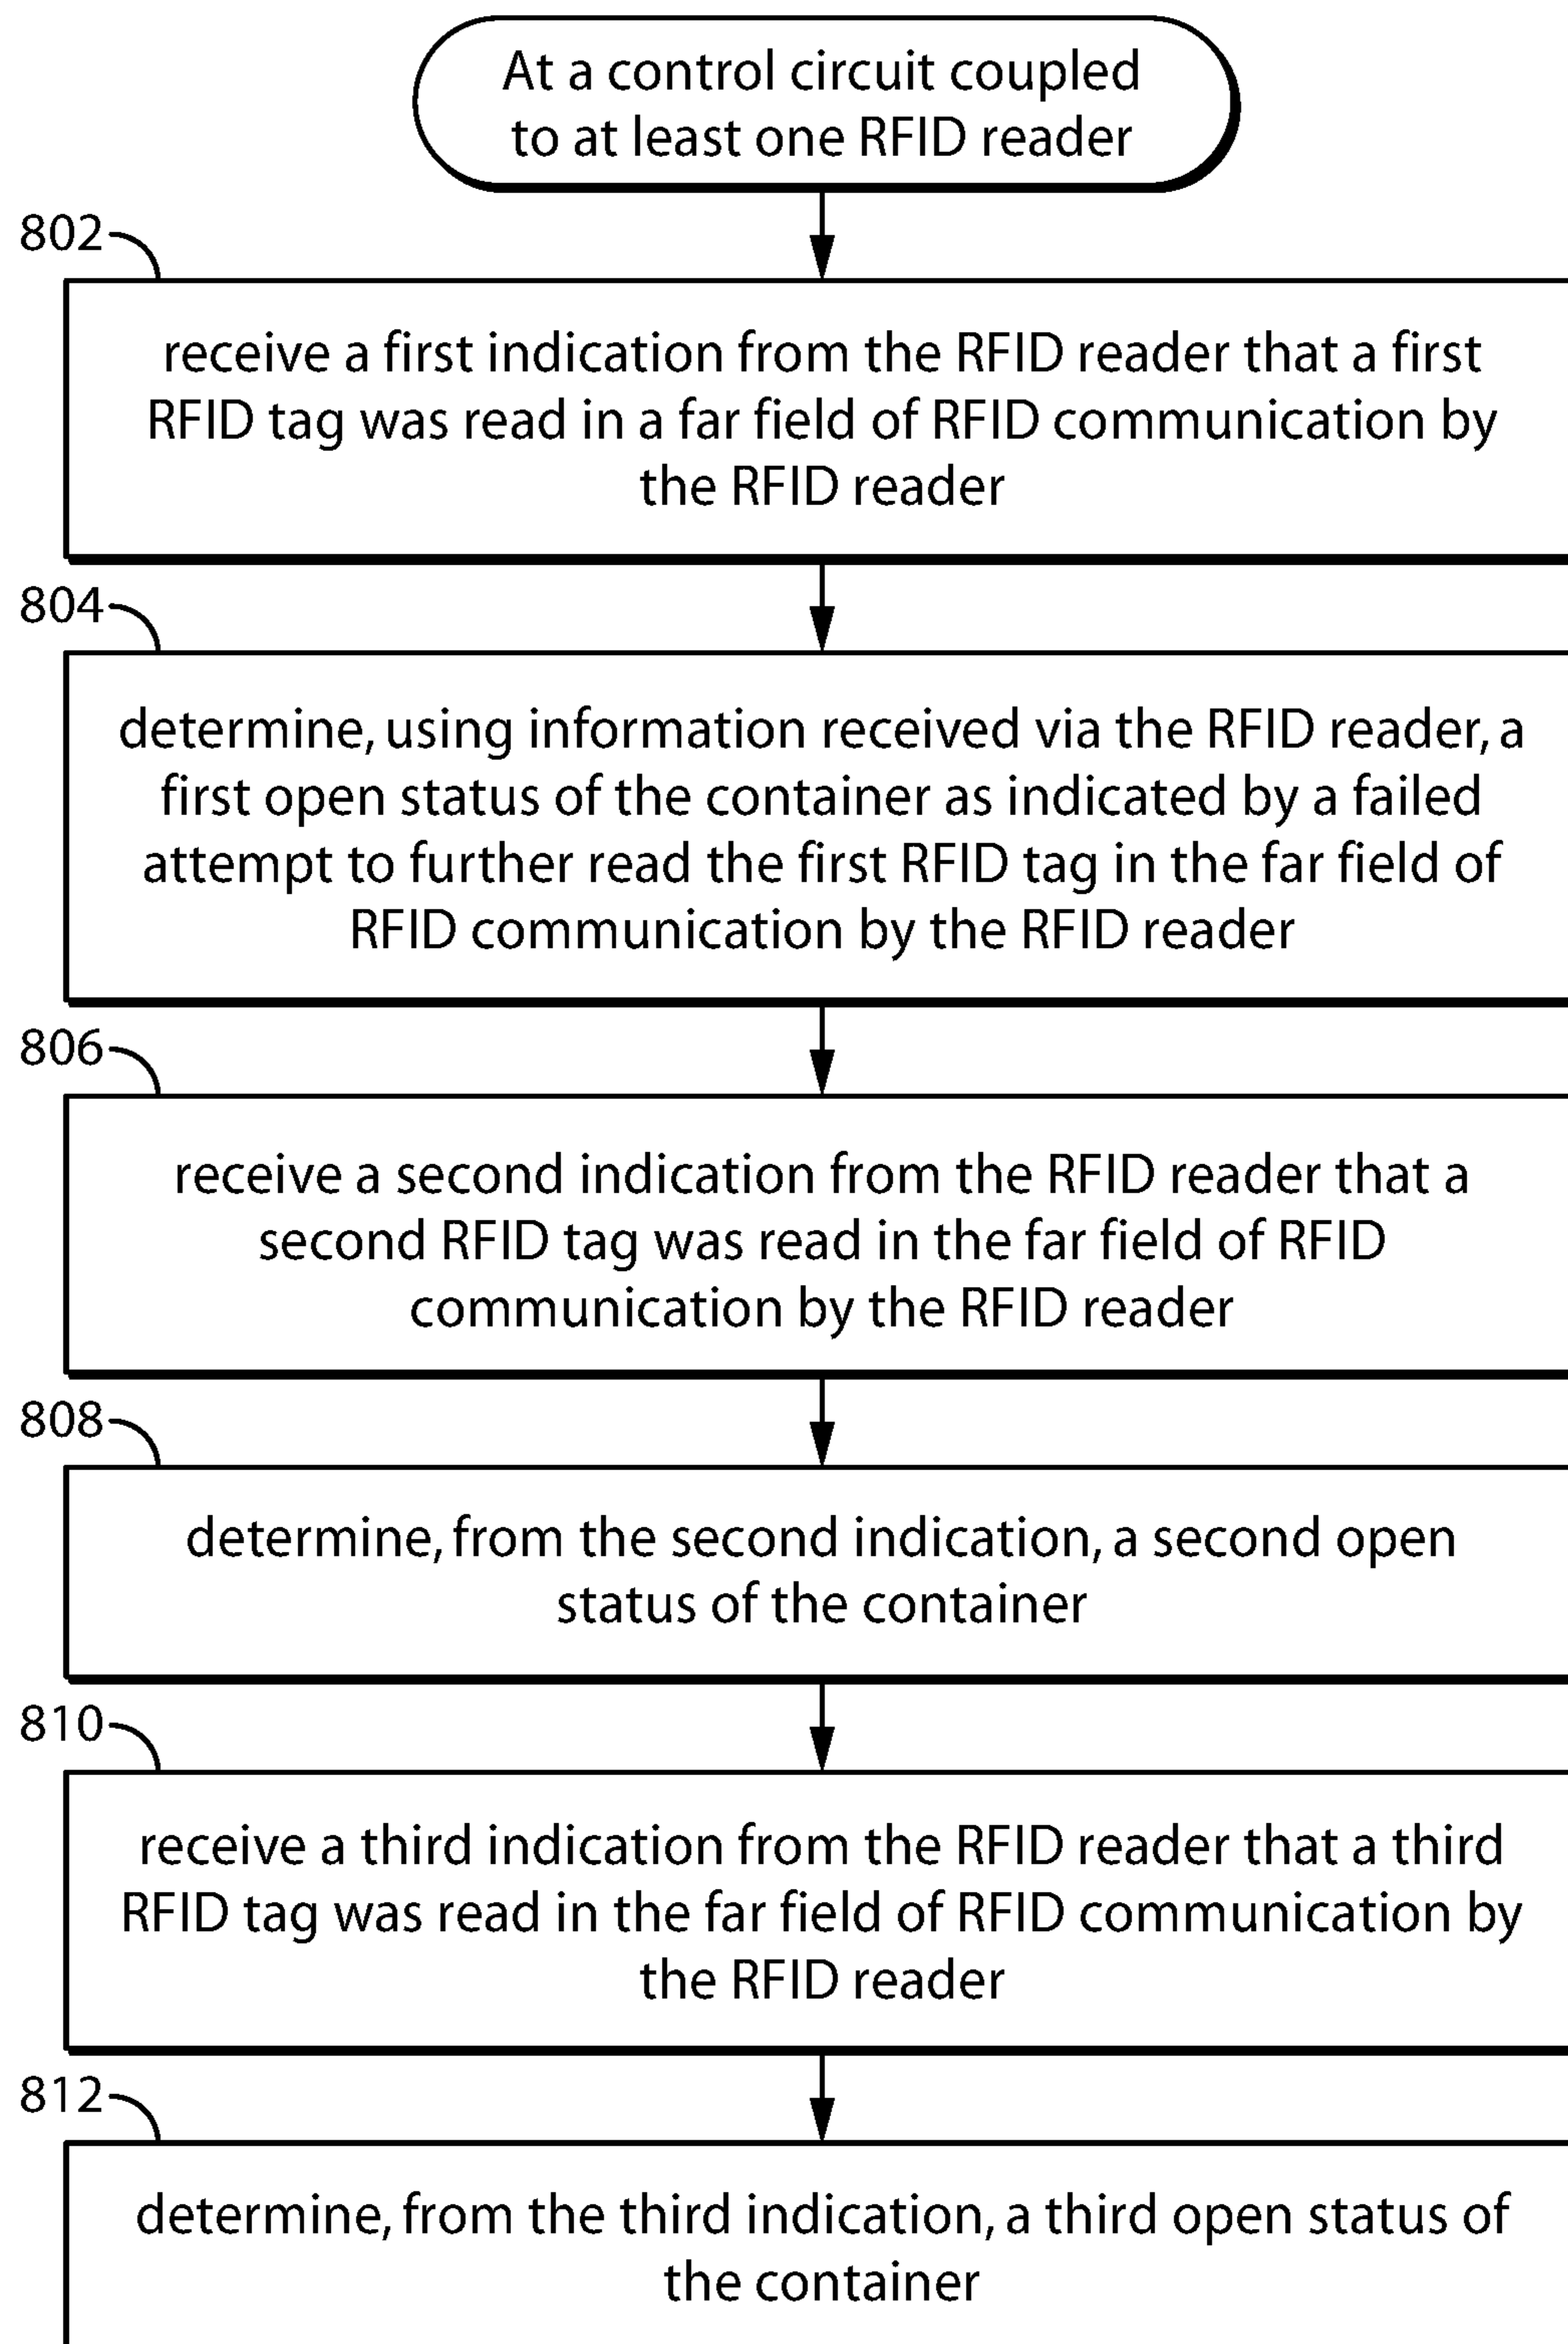 At a control circuit coupled
to at least one RFID reader
802
receive a first indication from the RFID reader that a first
RFID tag was read in a far field of RFID communication by
the RFID reader
804
determine, using information received via the RFID reader, a
first open status of the container as indicated by a failed
attempt to further read the first RFID tag in the far field of
RFID communication by the RFID reader
806
receive a second indication from the RFID reader that a
second RFID tag was read in the far field of RFID
communication by the RFID reader
808
determine, from the second indication, a second open
status of the container
810
receive a third indication from the RFID reader that a third
RFID tag was read in the far field of RFID communication by
the RFID reader
812
determine, from the third indication, a third open status of
the container